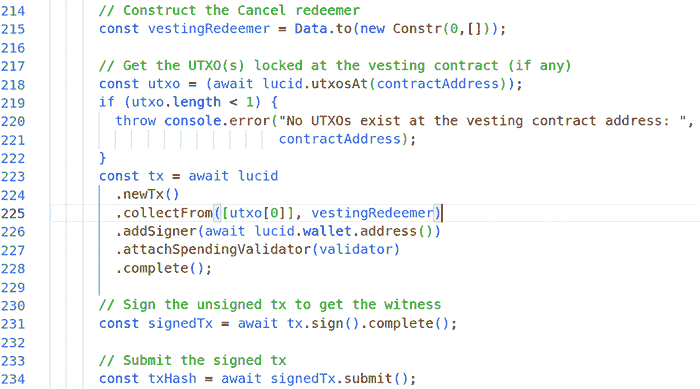 214 // Construct the Cancel redeemer
215 const vestingRedeemer = Data.to(new Constr(0,[]));
216
217 // Get the UTXO(s) locked at the vesting contract (if any)
218 const utxo = (await lucid.utxosAt(contractAddress));
219 if (utxo.length < 1) {
220 throw console.error("No UTXOs exist at the vesting contract address: ",
221 contractAddress);
222 }
223 const tx = await lucid
224 .newTx()
225 .collectFrom([utxo[0]], vestingRedeemer)
226 .addSigner(await lucid.wallet.address())
227 .attachSpendingValidator(validator)
228 .complete();
229
230 // Sign the unsigned tx to get the witness
231 const signedTx = await tx.sign().complete();
232
233 // Submit the signed tx
234 const txHash = await signedTx.submit();